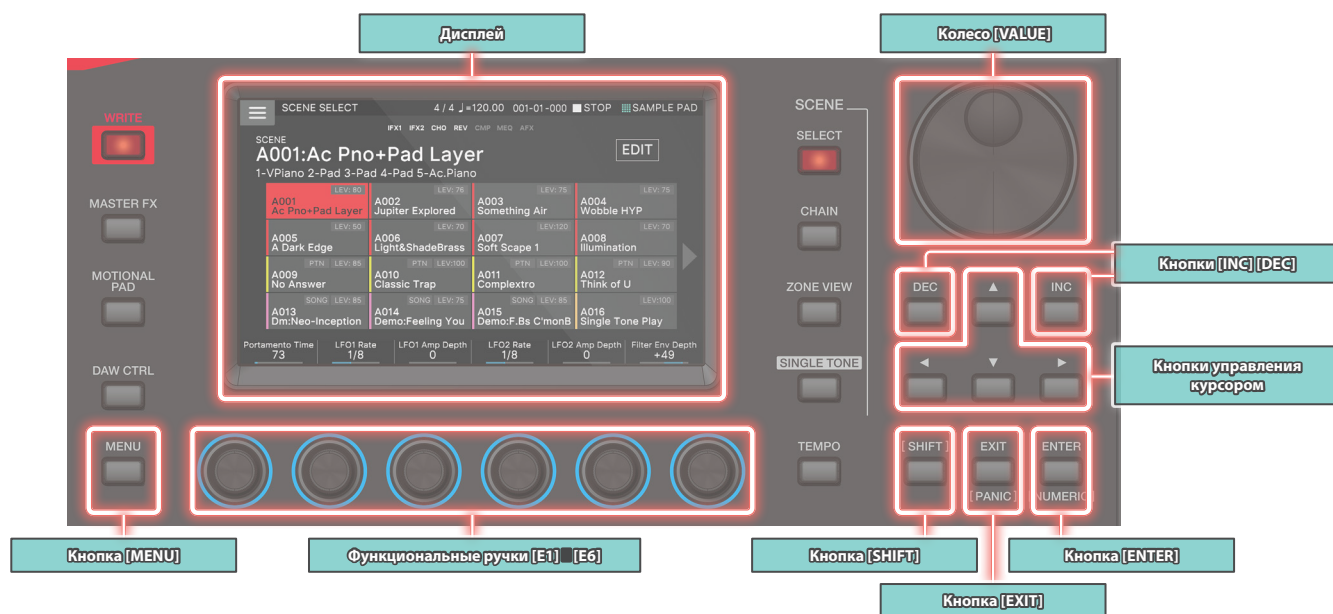 Дисплей
Колесо [VALUE]
WRITE
MASTER FX
MOTIONAL
PAD
DAW CTRL
MENU
SCENE SELECT 4 / 4 ♩=120.00 001-01-000 STOP SAMPLE PAD
IFX1 IFX2 CHO REV CMP MEQ AFX
SCENE
A001:Ac Pno+Pad Layer
EDIT
1-VPiano 2-Pad 3-Pad 4-Pad 5-Ac.Piano
LEV: 80 LEV: 76 LEV: 75 LEV: 75
A001 A002 A003 A004
Ac Pno+Pad Layer Jupiter Explored Something Air Wobble HYP
LEV: 50 LEV: 70 LEV:120 LEV: 70
A005 A006 A007 A008
A Dark Edge Light&ShadeBrass Soft Scape 1 Illumination
PTN LEV: 85 PTN LEV:100 PTN LEV:100 PTN LEV: 90
A009 A010 A011 A012
No Answer Classic Trap Complextro Think of U
SONG LEV: 85 SONG LEV: 75 SONG LEV: 85 LEV:100
A013 A014 A015 A016
Dm:Neo-Inception Demo:Feeling You Demo:F.Bs C'monB Single Tone Play
Portamento Time LFO1 Rate LFO1 Amp Depth LFO2 Rate LFO2 Amp Depth Filter Env Depth
73 1/8 0 1/8 0 +49
SCENE
SELECT
CHAIN
ZONE VIEW
SINGLE TONE
TEMPO
DEC
INC
[ SHIFT ]
EXIT
[ PANIC ]
ENTER
[NUMERIC]
Кнопки [INC] [DEC]
Кнопки управления
курсором
Кнопка [MENU]
Функциональные ручки [E1] [E6]
Кнопка [SHIFT]
Кнопка [ENTER]
Кнопка [EXIT]